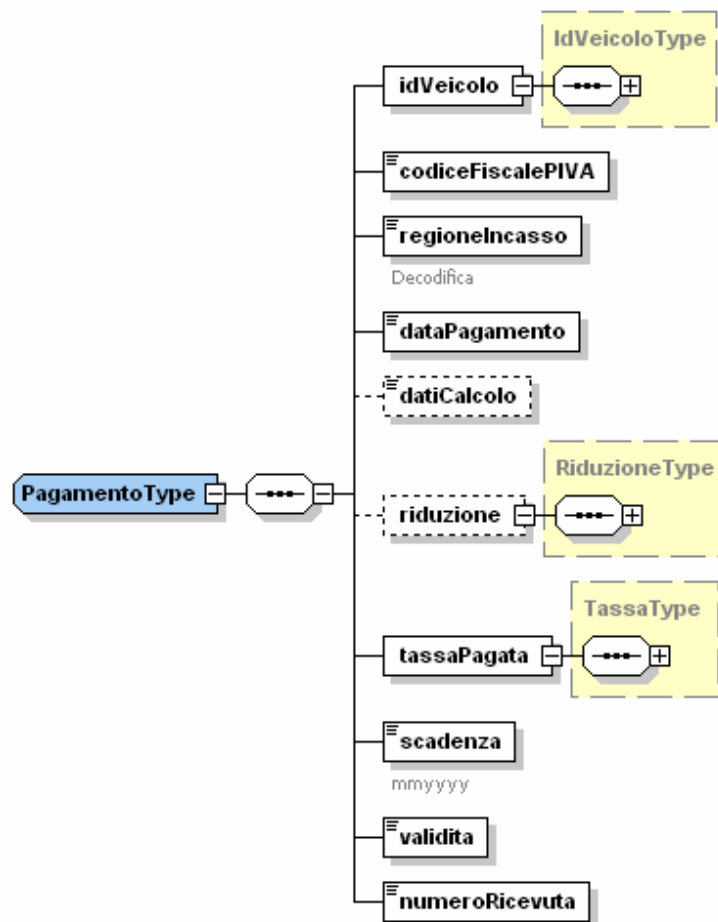 IdVeicoloType
idVeicolo
codiceFiscalePIVA
regioneIncasso
Decodifica
dataPagamento
datiCalcolo
RiduzioneType
PagamentoType
riduzione
TassaType
tassaPagata
scadenza
mmyyyy
validita
numeroRicevuta